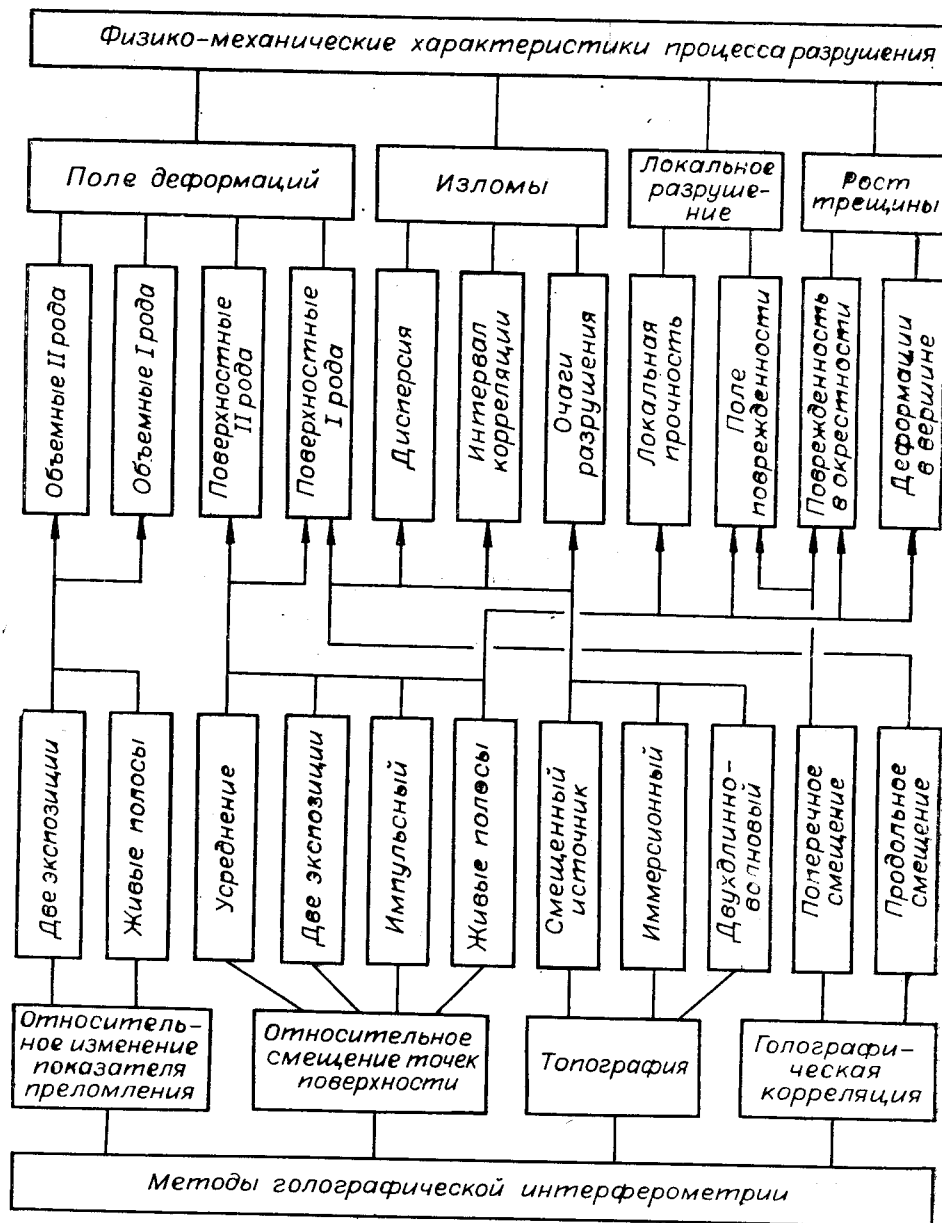 Физико-механические характеристики процесса разрушения
Поле деформаций
Изломы
Локальное
разруше-
ние
Рост
трещины
Объемные II рода
Объемные I рода
Поверхностные
II рода
Поверхностные
I рода
Дисперсия
Интервал
корреляции
Очаги
разрушения
Локальная
прочность
Поле
поврежденности
Поврежденность
в окрестности
Деформации
в вершине
Две экспозиции
Живые полосы
Усреднение
Две экспозиции
Импульсный
Живые полосы
Смещенный
источник
Иммерсионный
Двухдлинно-
волновый
Поперечное
смещение
Продольное
смещение
Относитель-
ное изменение
показателя
преломления
Относительное
смещение точек
поверхности
Топография
Голографи-
ческая
корреляция
Методы голографической интерферометрии